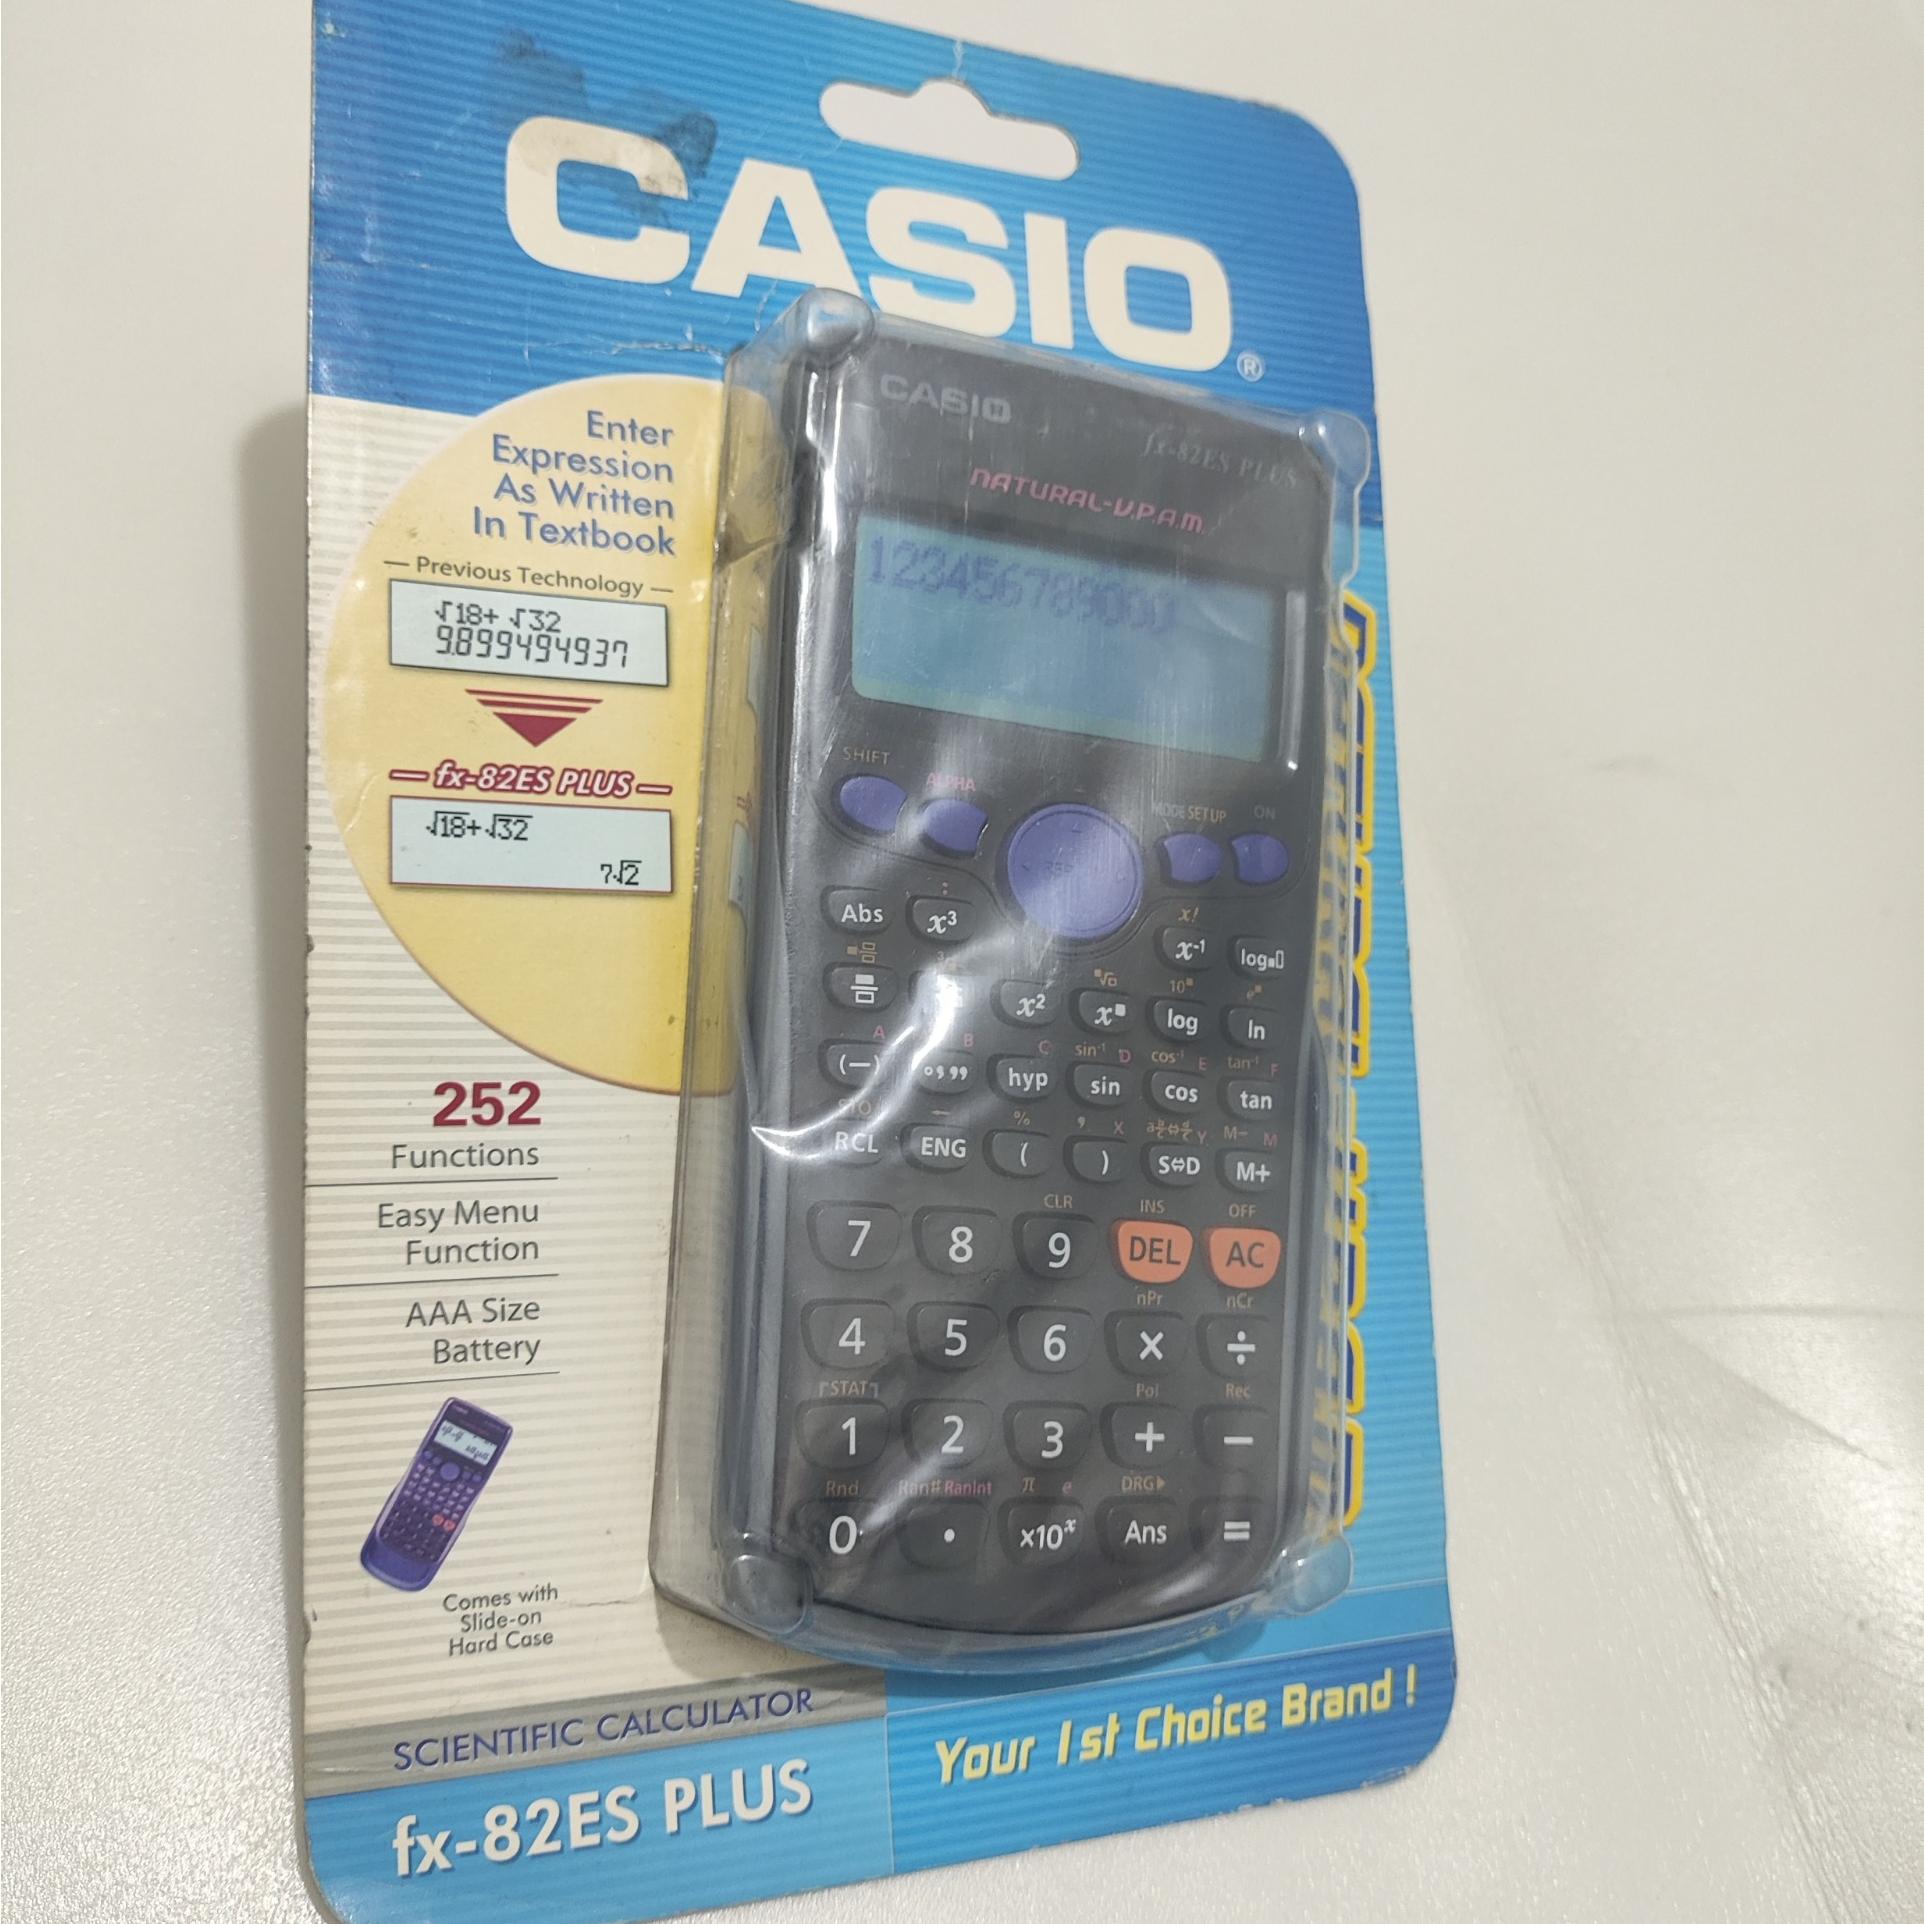 CASIO®
Enter
Expression
As Written
In Textbook
Previous Technology
√18+ √32
9.899494937
fx-82ES PLUS
√18+√32
7√2
252
Functions
Easy Menu
Function
AAA Size
Battery
Comes with
Slide-on
Hard Case
SCIENTIFIC CALCULATOR
fx-82ES PLUS
Your 1st Choice Brand !
CASIO
fx-82ES PLUS
NATURAL-V.P.A.M.
SHIFT ALPHA MODE SETUP ON
: x!
Abs x³ x⁻¹ log▪▯
ⁿ√▫ 10▪ e▪
x² x▪ log ln
A B C sin⁻¹ D cos⁻¹ E tan⁻¹ F
(−) ° ’ ” hyp sin cos tan
STO ← % , X a b/c⇔d/c Y M− M
RCL ENG ( ) S⇔D M+
CLR INS OFF
7 8 9 DEL AC
nPr nCr
4 5 6 × ÷
STAT Pol Rec
1 2 3 + −
Rnd Ran# RanInt π e DRG▶
0 . ×10ˣ Ans =